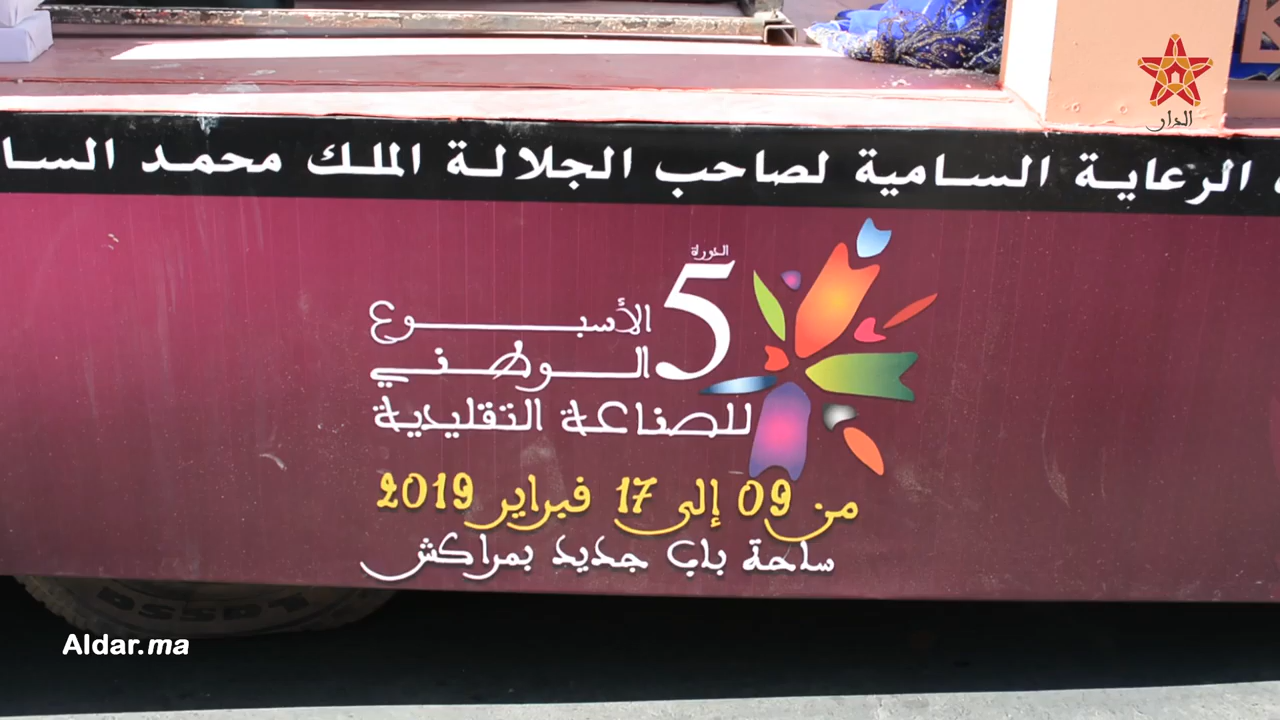 الدار
الرعاية السامية لصاحب الجلالة الملك محمد السا
الدورة
5
الأسبوع
الوطني
للصناعة التقليدية
من 09 إلى 17 فبراير 2019
ساحة باب جديد بمراكش
LASSA
Aldar.ma